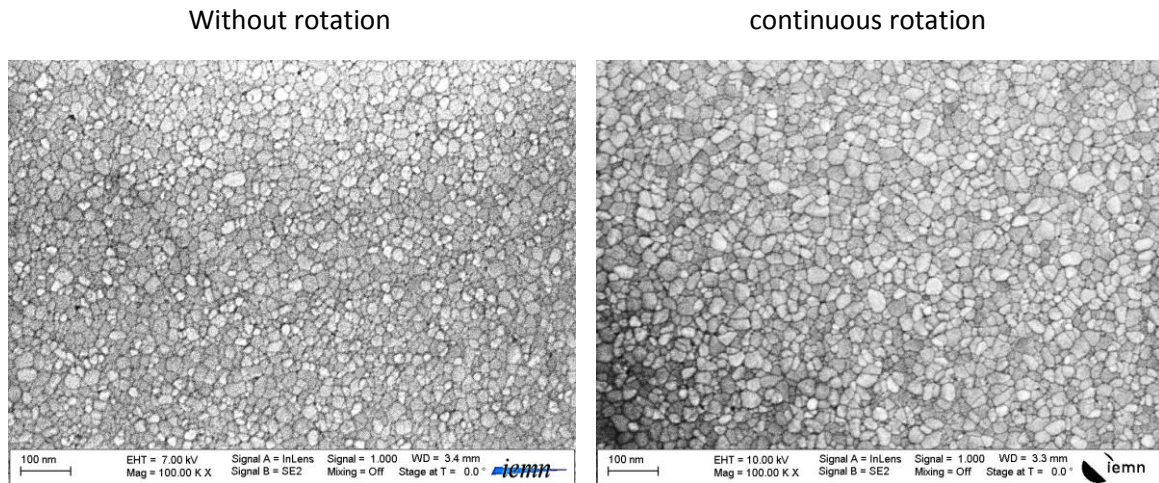 Without rotation
continuous rotation
100 nm
EHT = 7.00 kV
Mag = 100.00 K X
Signal A = InLens
Signal B = SE2
Signal = 1.000
Mixing = Off
WD = 3.4 mm
Stage at T = 0.0 °
iemn
100 nm
EHT = 10.00 kV
Mag = 100.00 K X
Signal A = InLens
Signal B = SE2
Signal = 1.000
Mixing = Off
WD = 3.3 mm
Stage at T = 0.0 °
iemn